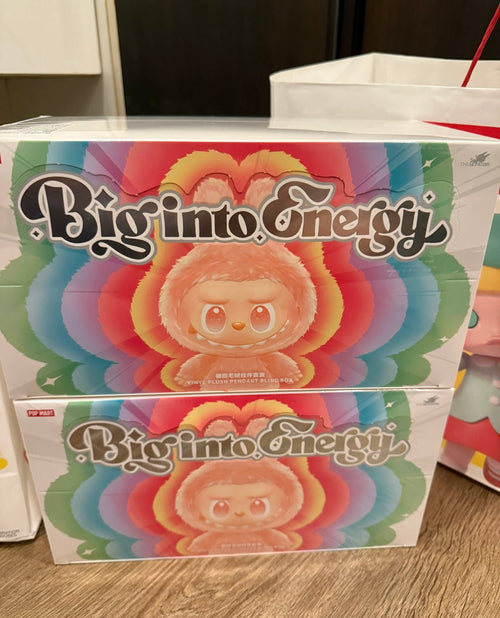 Big into Energy
VINYL PLUSH PENDANT BLIND BOX
POP MART
Big into Energy